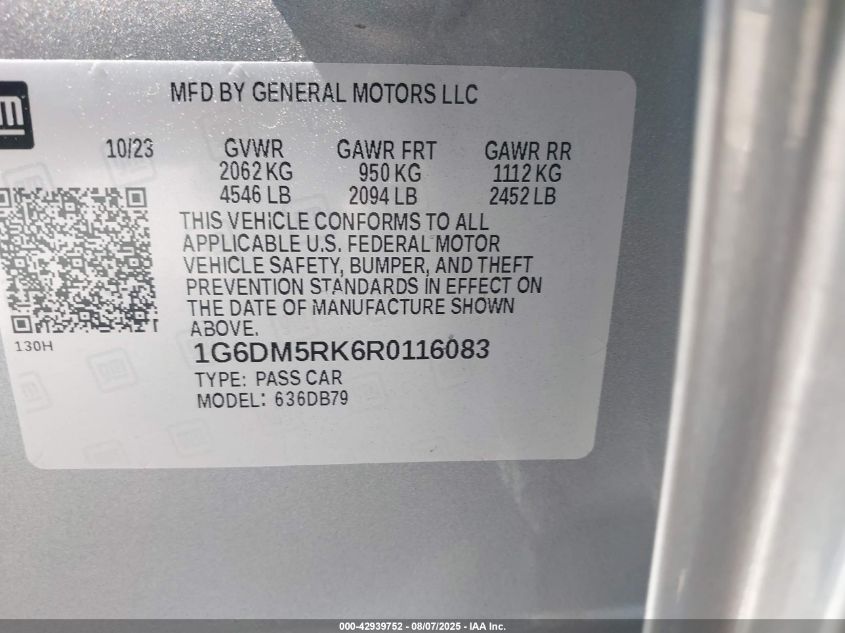 gm
MFD BY GENERAL MOTORS LLC
10/23 GVWR GAWR FRT GAWR RR
2062 KG 950 KG 1112 KG
4546 LB 2094 LB 2452 LB
THIS VEHICLE CONFORMS TO ALL
APPLICABLE U.S. FEDERAL MOTOR
VEHICLE SAFETY, BUMPER, AND THEFT
PREVENTION STANDARDS IN EFFECT ON
THE DATE OF MANUFACTURE SHOWN
ABOVE.
130H
1G6DM5RK6R0116083
TYPE: PASS CAR
MODEL: 636DB79
000-42939752 - 08/07/2025 - IAA Inc.